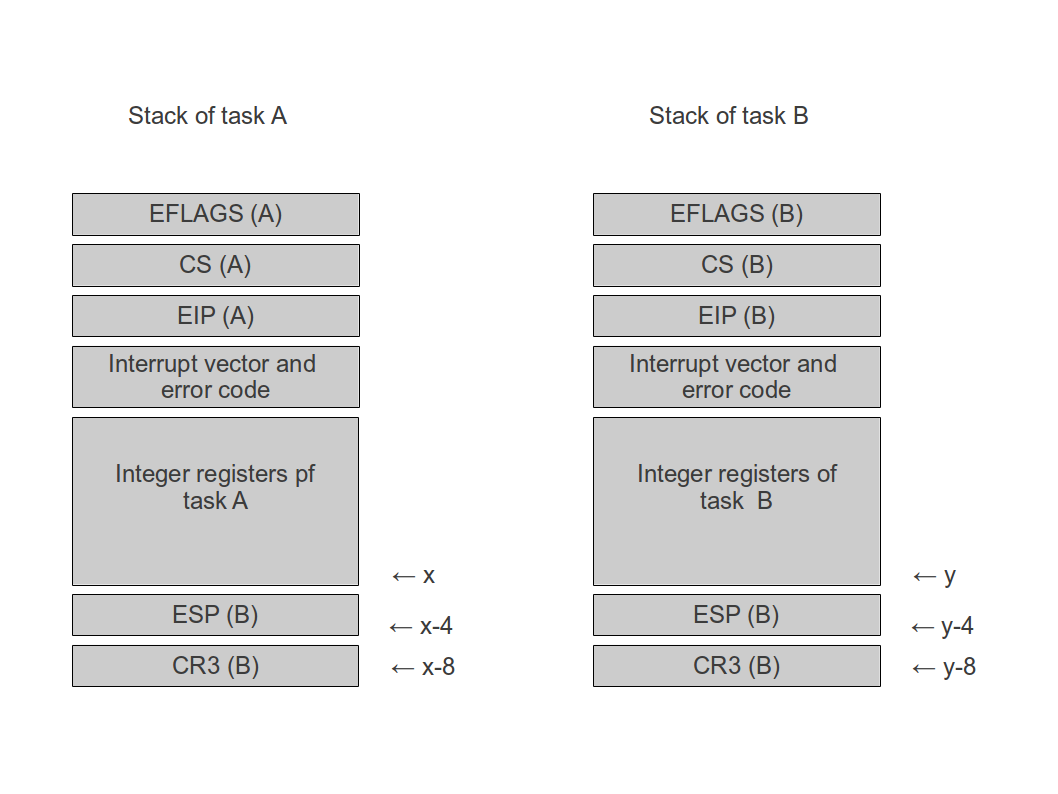 Stack of task A
EFLAGS (A)
CS (A)
EIP (A)
Interrupt vector and
error code
Integer registers pf
task A
← x
ESP (B)
← x-4
CR3 (B)
← x-8
Stack of task B
EFLAGS (B)
CS (B)
EIP (B)
Interrupt vector and
error code
Integer registers of
task B
← y
ESP (B)
← y-4
CR3 (B)
← y-8